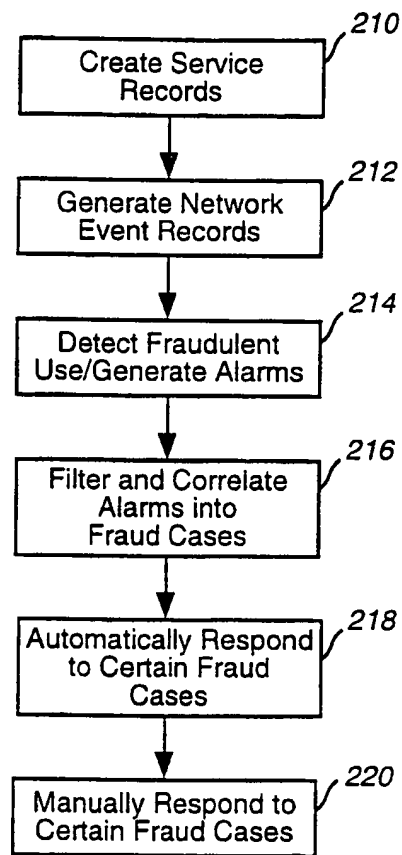 210
Create Service
Records
212
Generate Network
Event Records
214
Detect Fraudulent
Use/Generate Alarms
216
Filter and Correlate
Alarms into
Fraud Cases
218
Automatically Respond
to Certain Fraud
Cases
220
Manually Respond to
Certain Fraud Cases